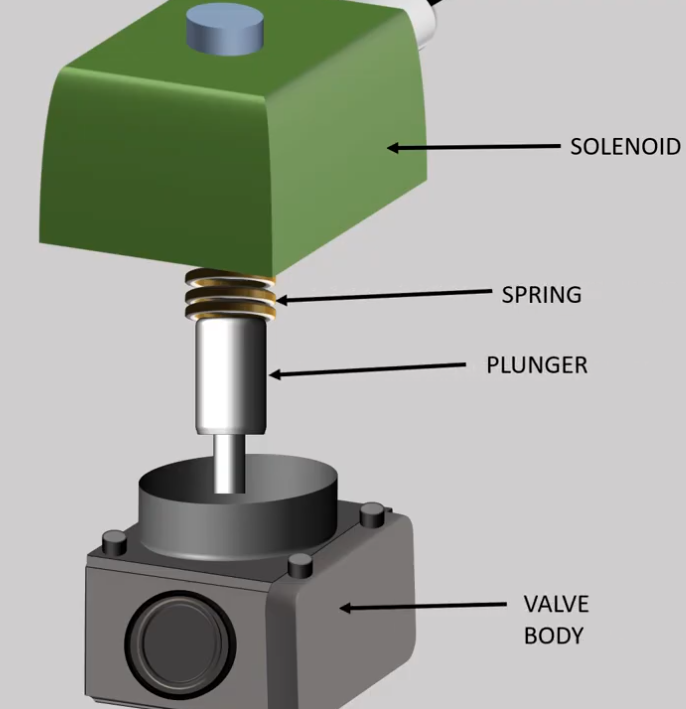 SOLENOID
SPRING
PLUNGER
VALVE
BODY